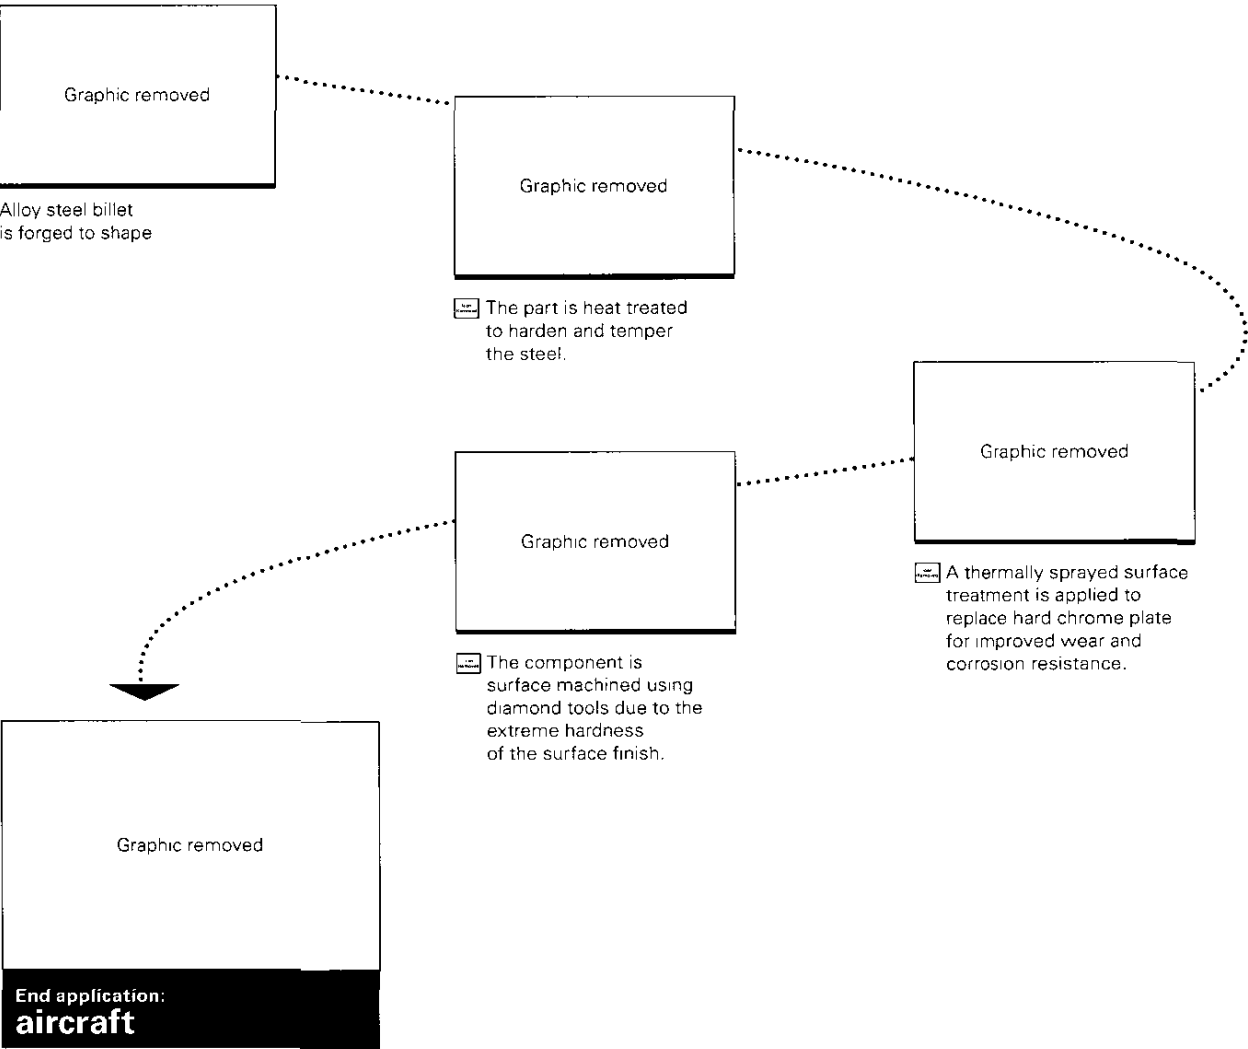 Graphic removed
Alloy steel billet
is forged to shape
Graphic removed
The part is heat treated
to harden and temper
the steel.
Graphic removed
A thermally sprayed surface
treatment is applied to
replace hard chrome plate
for improved wear and
corrosion resistance.
Graphic removed
The component is
surface machined using
diamond tools due to the
extreme hardness
of the surface finish.
Graphic removed
End application:
aircraft